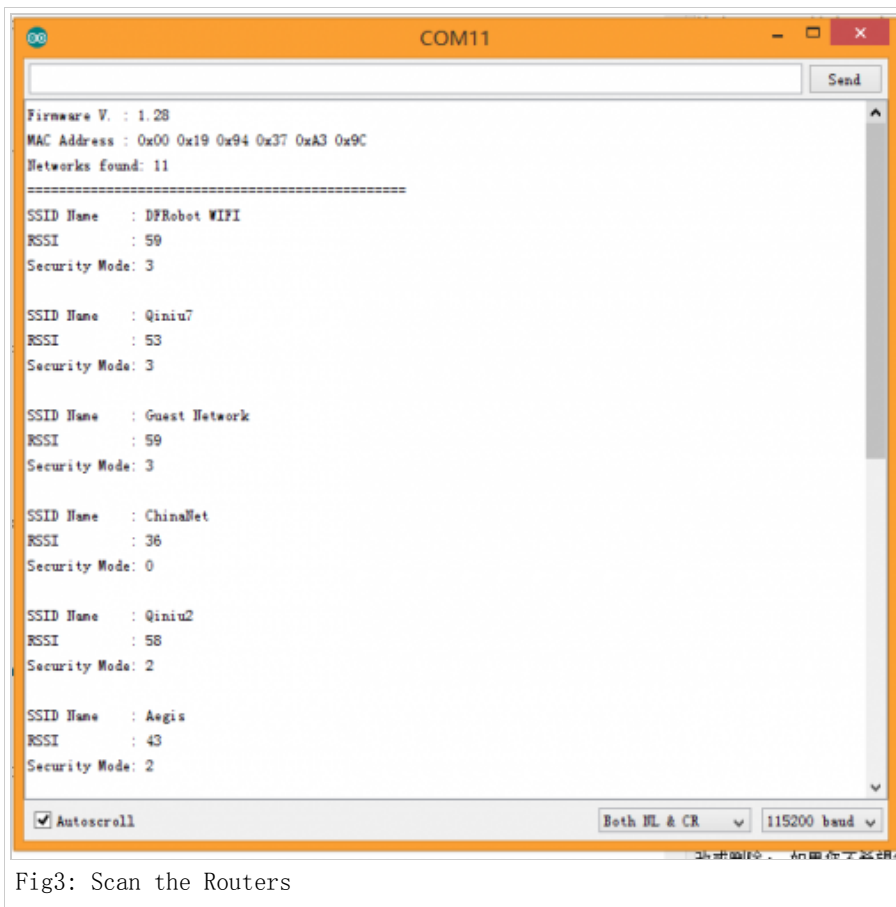 COM11
Send
Firmware V. : 1.28
MAC Address : 0x00 0x19 0x94 0x37 0xA3 0x9C
Networks found: 11
================================================
SSID Name : DFRobot WIFI
RSSI : 59
Security Mode: 3
SSID Name : Qiniu7
RSSI : 53
Security Mode: 3
SSID Name : Guest Network
RSSI : 59
Security Mode: 3
SSID Name : ChinaNet
RSSI : 36
Security Mode: 0
SSID Name : Qiniu2
RSSI : 58
Security Mode: 2
SSID Name : Aegis
RSSI : 43
Security Mode: 2
Autoscroll
Both NL & CR
115200 baud
Fig3: Scan the Routers